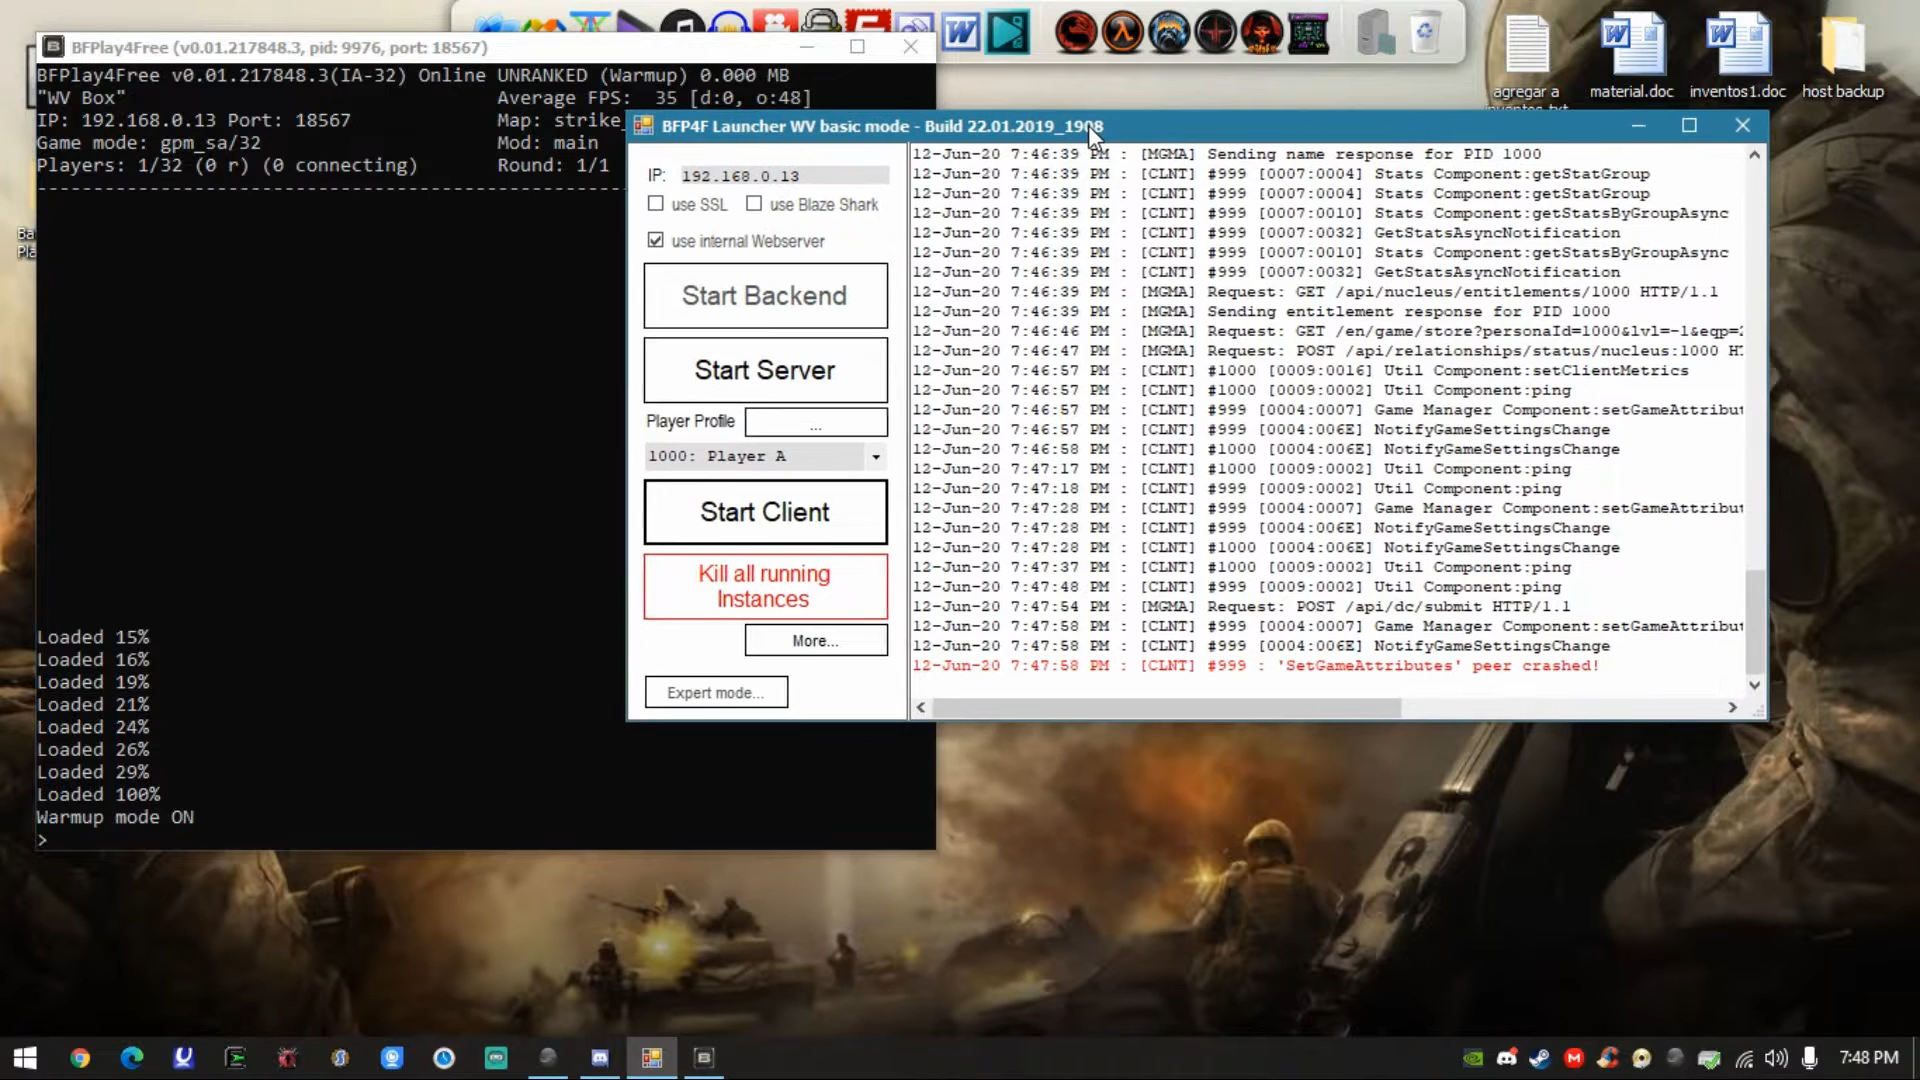 BFPlay4Free (v0.01.217848.3, pid: 9976, port: 18567)
BFPlay4Free v0.01.217848.3(IA-32) Online UNRANKED (Warmup) 0.000 MB
"WV Box" Average FPS: 35 [d:0, o:48]
IP: 192.168.0.13 Port: 18567 Map: strike_
Game mode: gpm_sa/32 Mod: main
Players: 1/32 (0 r) (0 connecting) Round: 1/1
Loaded 15%
Loaded 16%
Loaded 19%
Loaded 21%
Loaded 24%
Loaded 26%
Loaded 29%
Loaded 100%
Warmup mode ON
>
BFP4F Launcher WV basic mode - Build 22.01.2019_1908
IP: 192.168.0.13
use SSL use Blaze Shark
use internal Webserver
Start Backend
Start Server
Player Profile ...
1000: Player A
Start Client
Kill all running
Instances
More...
Expert mode...
12-Jun-20 7:46:39 PM : [MGMA] Sending name response for PID 1000
12-Jun-20 7:46:39 PM : [CLNT] #999 [0007:0004] Stats Component:getStatGroup
12-Jun-20 7:46:39 PM : [CLNT] #999 [0007:0004] Stats Component:getStatGroup
12-Jun-20 7:46:39 PM : [CLNT] #999 [0007:0010] Stats Component:getStatsByGroupAsync
12-Jun-20 7:46:39 PM : [CLNT] #999 [0007:0032] GetStatsAsyncNotification
12-Jun-20 7:46:39 PM : [CLNT] #999 [0007:0010] Stats Component:getStatsByGroupAsync
12-Jun-20 7:46:39 PM : [CLNT] #999 [0007:0032] GetStatsAsyncNotification
12-Jun-20 7:46:39 PM : [MGMA] Request: GET /api/nucleus/entitlements/1000 HTTP/1.1
12-Jun-20 7:46:39 PM : [MGMA] Sending entitlement response for PID 1000
12-Jun-20 7:46:46 PM : [MGMA] Request: GET /en/game/store?personaId=1000&lvl=-1&eqp=
12-Jun-20 7:46:47 PM : [MGMA] Request: POST /api/relationships/status/nucleus:1000
12-Jun-20 7:46:57 PM : [CLNT] #1000 [0009:0016] Util Component:setClientMetrics
12-Jun-20 7:46:57 PM : [CLNT] #1000 [0009:0002] Util Component:ping
12-Jun-20 7:46:57 PM : [CLNT] #999 [0004:0007] Game Manager Component:setGameAttribut
12-Jun-20 7:46:57 PM : [CLNT] #999 [0004:006E] NotifyGameSettingsChange
12-Jun-20 7:46:58 PM : [CLNT] #1000 [0004:006E] NotifyGameSettingsChange
12-Jun-20 7:47:17 PM : [CLNT] #1000 [0009:0002] Util Component:ping
12-Jun-20 7:47:18 PM : [CLNT] #999 [0009:0002] Util Component:ping
12-Jun-20 7:47:28 PM : [CLNT] #999 [0004:0007] Game Manager Component:setGameAttribut
12-Jun-20 7:47:28 PM : [CLNT] #999 [0004:006E] NotifyGameSettingsChange
12-Jun-20 7:47:28 PM : [CLNT] #1000 [0004:006E] NotifyGameSettingsChange
12-Jun-20 7:47:37 PM : [CLNT] #1000 [0009:0002] Util Component:ping
12-Jun-20 7:47:48 PM : [CLNT] #999 [0009:0002] Util Component:ping
12-Jun-20 7:47:54 PM : [MGMA] Request: POST /api/dc/submit HTTP/1.1
12-Jun-20 7:47:58 PM : [CLNT] #999 [0004:0007] Game Manager Component:setGameAttribut
12-Jun-20 7:47:58 PM : [CLNT] #999 [0004:006E] NotifyGameSettingsChange
12-Jun-20 7:47:58 PM : [CLNT] #999 : 'SetGameAttributes' peer crashed!
agregar a
material.doc
inventos1.doc
host backup
7:48 PM